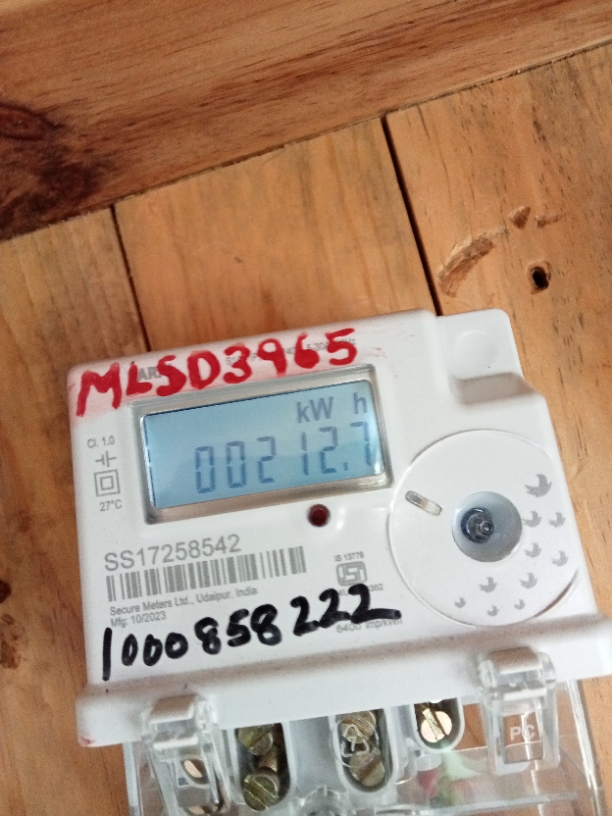 MLSD3965
kW h
00212.7
Cl. 1.0
27°C
SS17258542
IS 13779
Secure Meters Ltd., Udaipur, India
Mfg: 10/2023
1000858222
6400 imp/kWh
PC